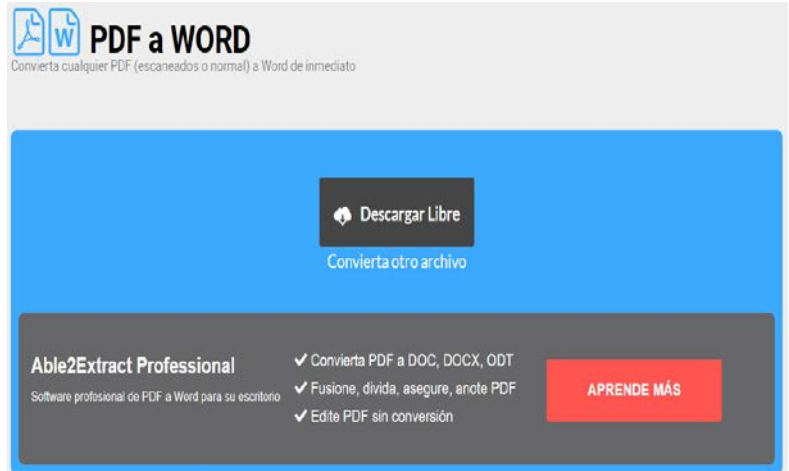 W PDF a WORD
Convierta cualquier PDF (escaneados o normal) a Word de inmediato
Descargar Libre
Convierta otro archivo
Able2Extract Professional
Software profesional de PDF a Word para su escritorio
Convierta PDF a DOC, DOCX, ODT
Fusione, divida, asegure, anote PDF
Edite PDF sin conversión
APRENDE MÁS